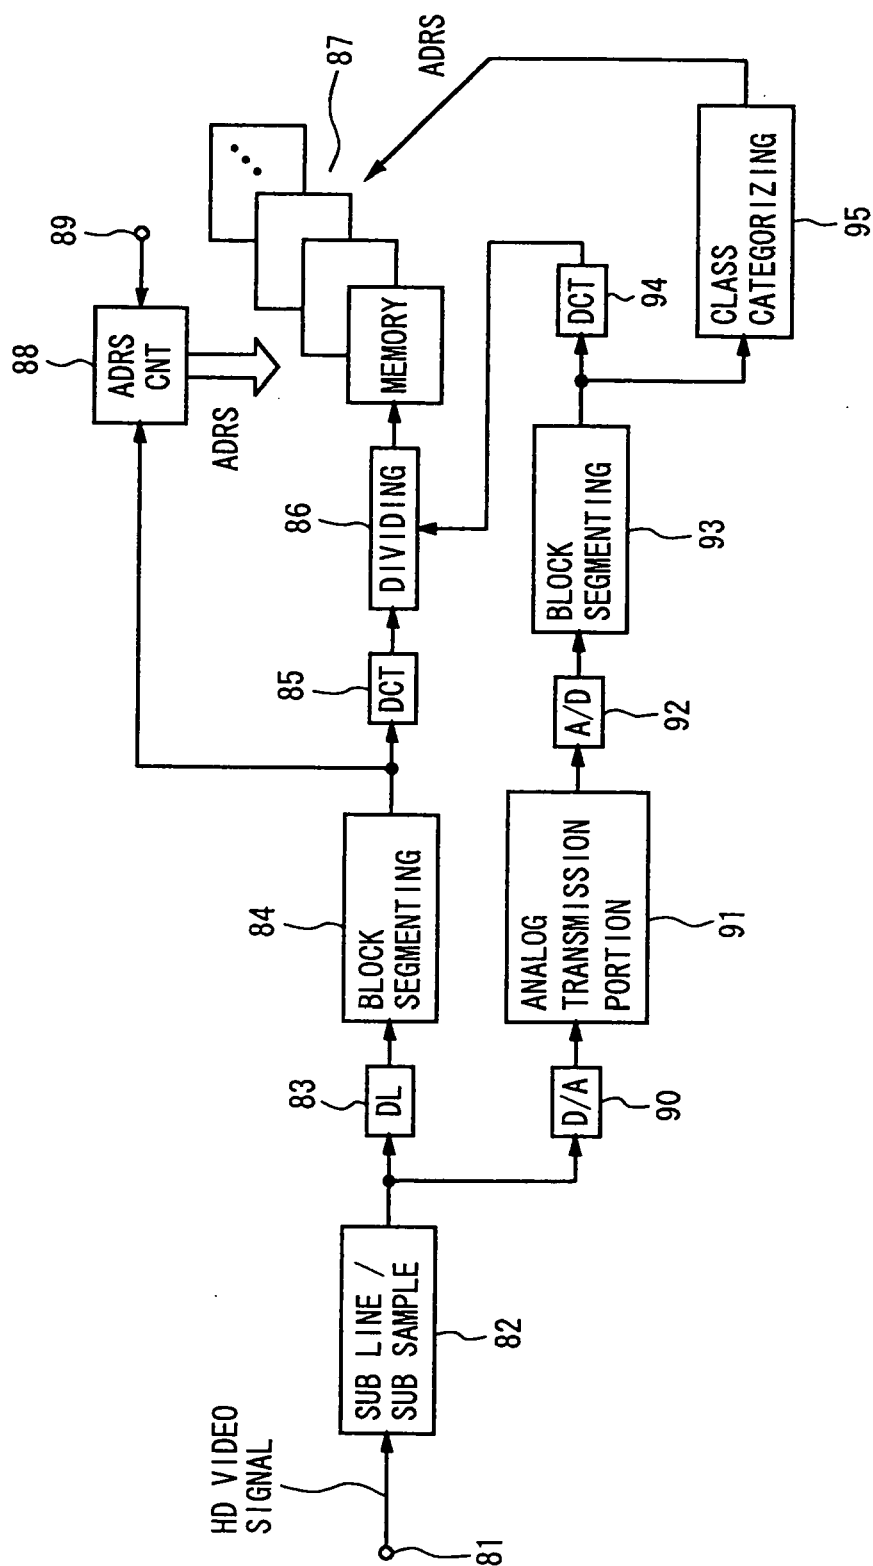 HD VIDEO
SIGNAL
81
SUB LINE /
SUB SAMPLE
82
83
DL
84
BLOCK
SEGMENTING
85
DCT
86
DIVIDING
MEMORY
87
88
ADRS
CNT
89
ADRS
ADRS
D/A
90
ANALOG
TRANSMISSION
PORTION
91
A/D
92
BLOCK
SEGMENTING
93
DCT
94
CLASS
CATEGORIZING
95